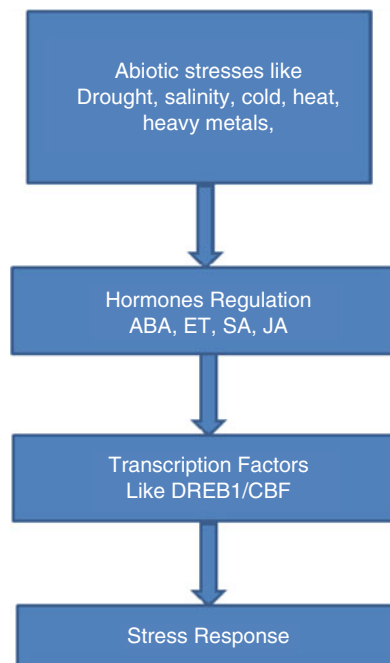 Abiotic stresses like
Drought, salinity, cold, heat,
heavy metals,
Hormones Regulation
ABA, ET, SA, JA
Transcription Factors
Like DREB1/CBF
Stress Response